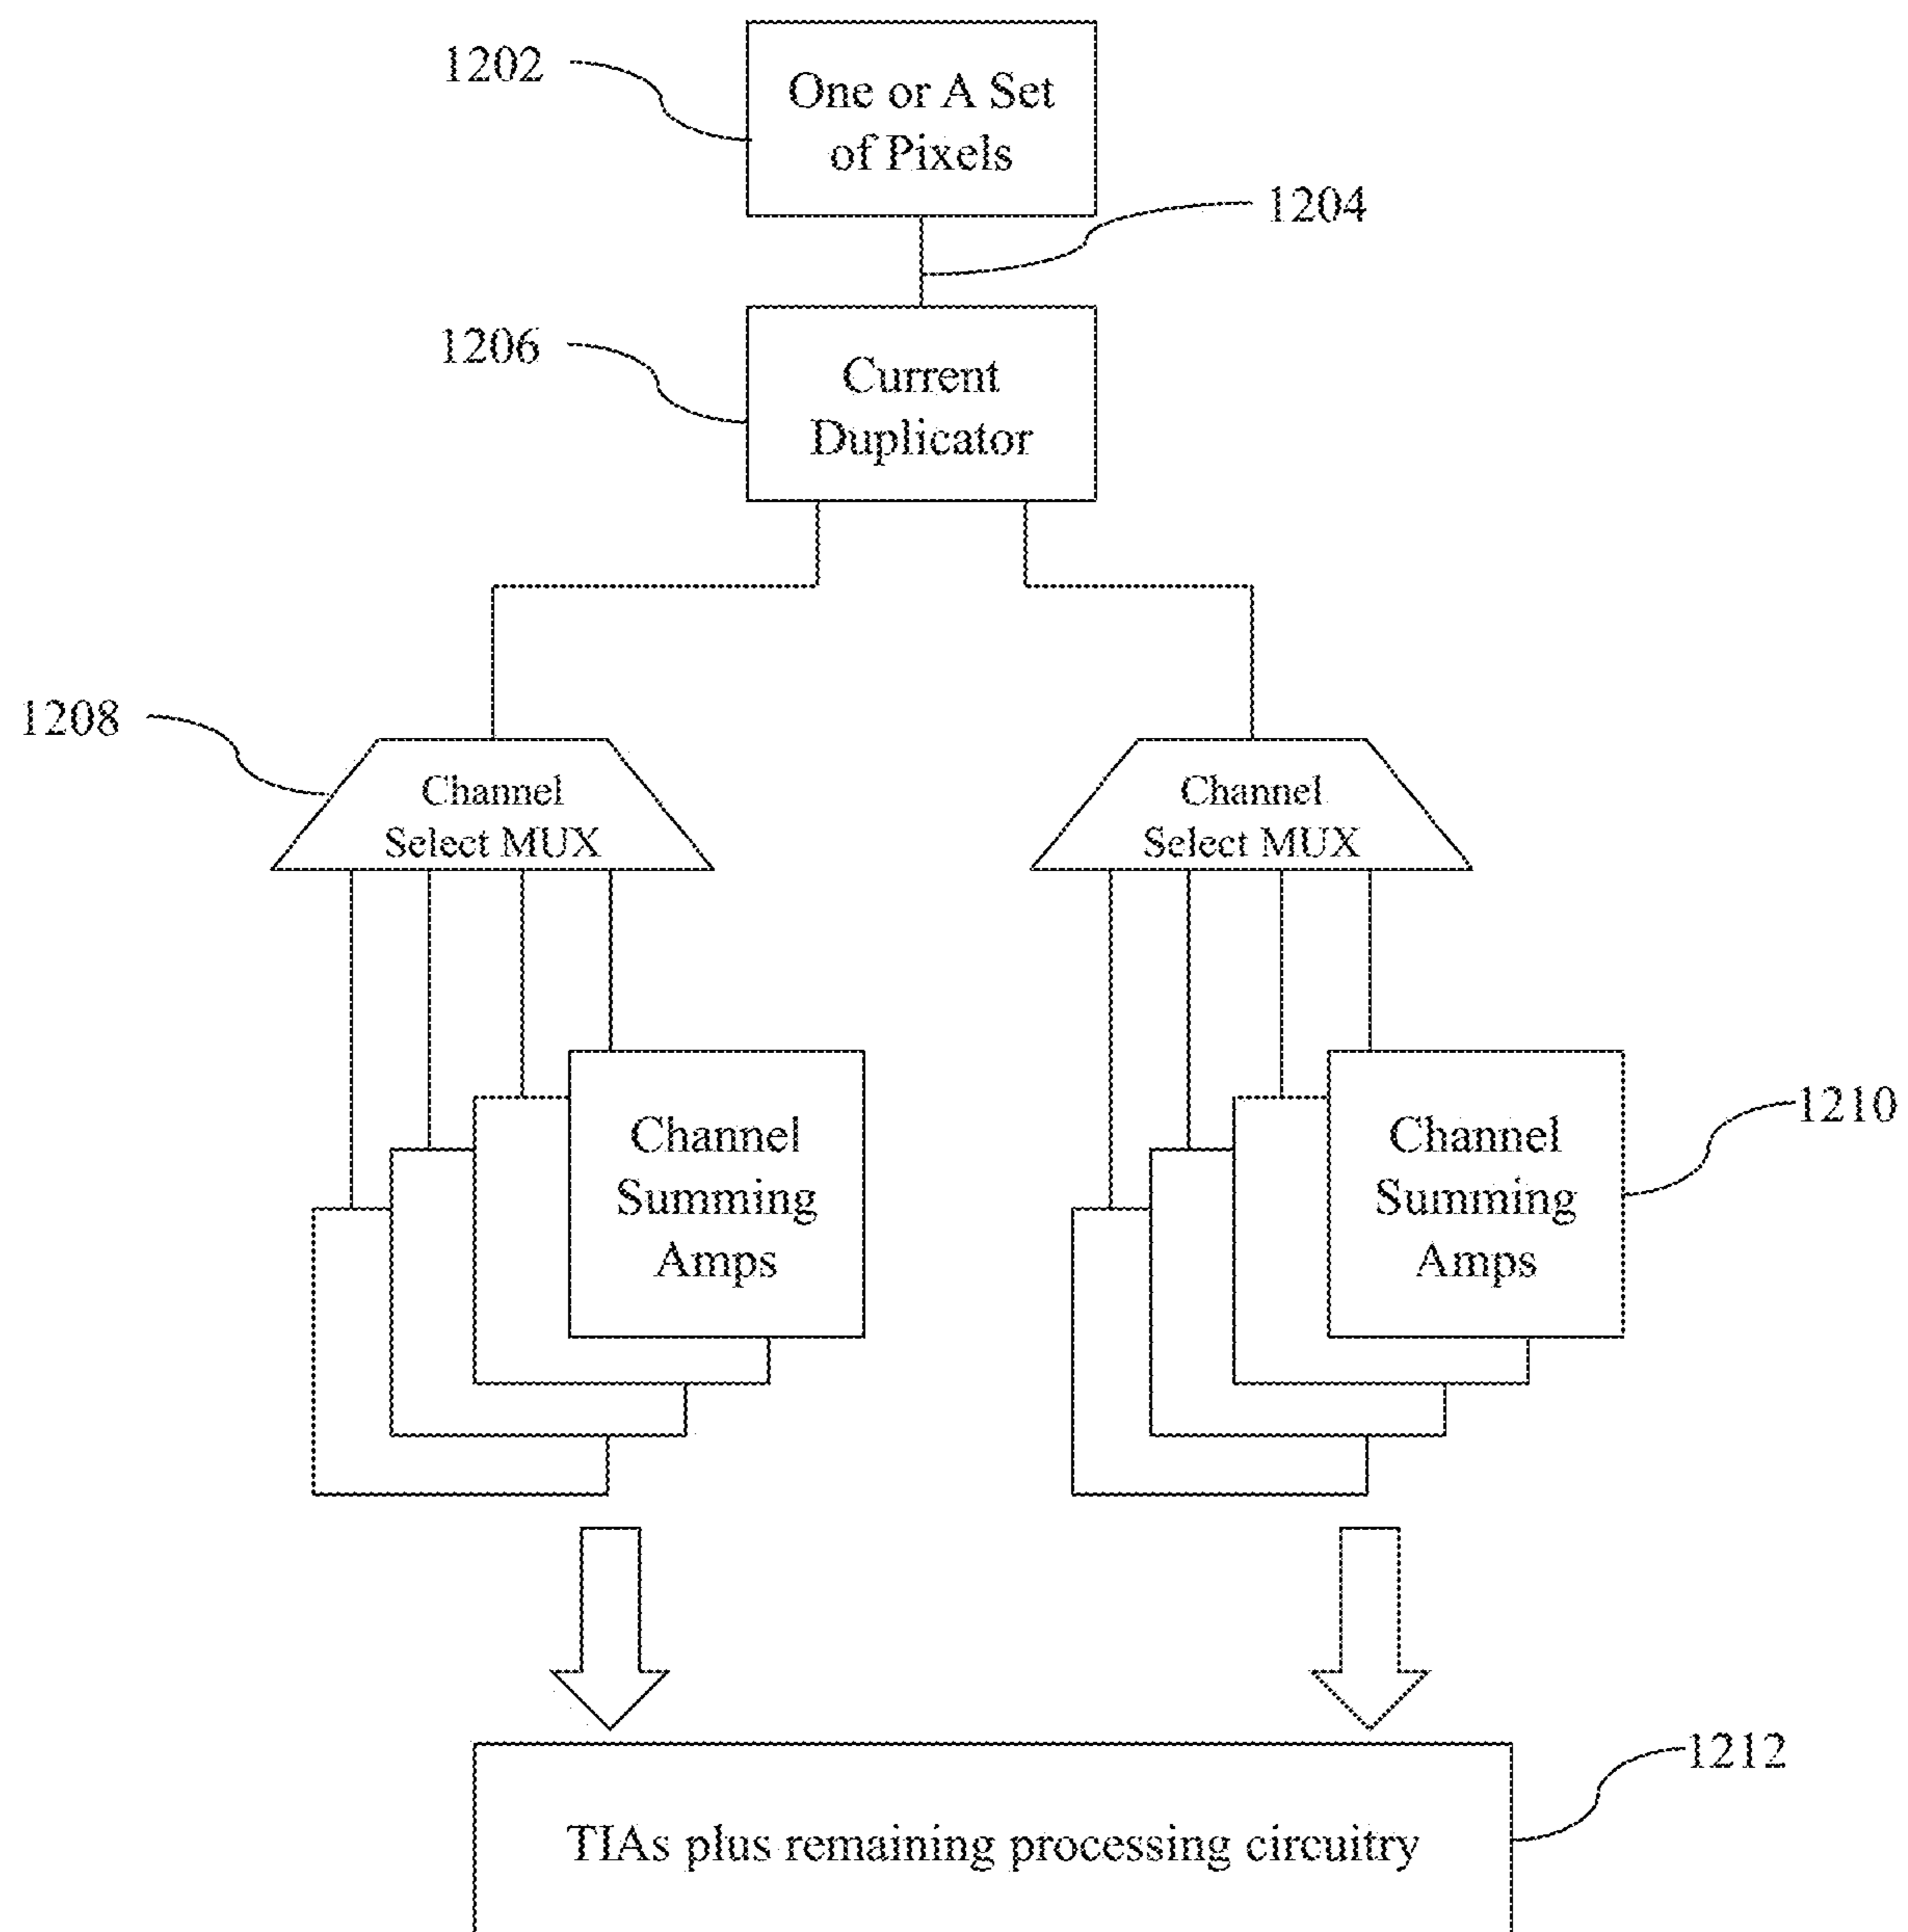 1202
One or A Set
of Pixels
1204
1206
Current
Duplicator
1208
Channel
Select MUX
Channel
Select MUX
Channel
Summing
Amps
Channel
Summing
Amps
1210
1212
TIAs plus remaining processing circuitry